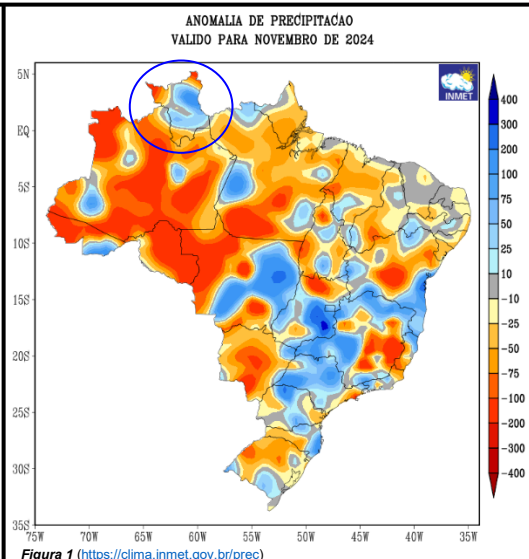 ANOMALIA DE PRECIPITACAO
VALIDO PARA NOVEMBRO DE 2024
INMET
5N
EQ
5S
10S
15S
20S
25S
30S
35S
75W 70W 65W 60W 55W 50W 45W 40W 35W
400
300
200
100
75
50
25
10
-10
-25
-50
-75
-100
-200
-300
-400
Figura 1 (https://clima.inmet.gov.br/prec)